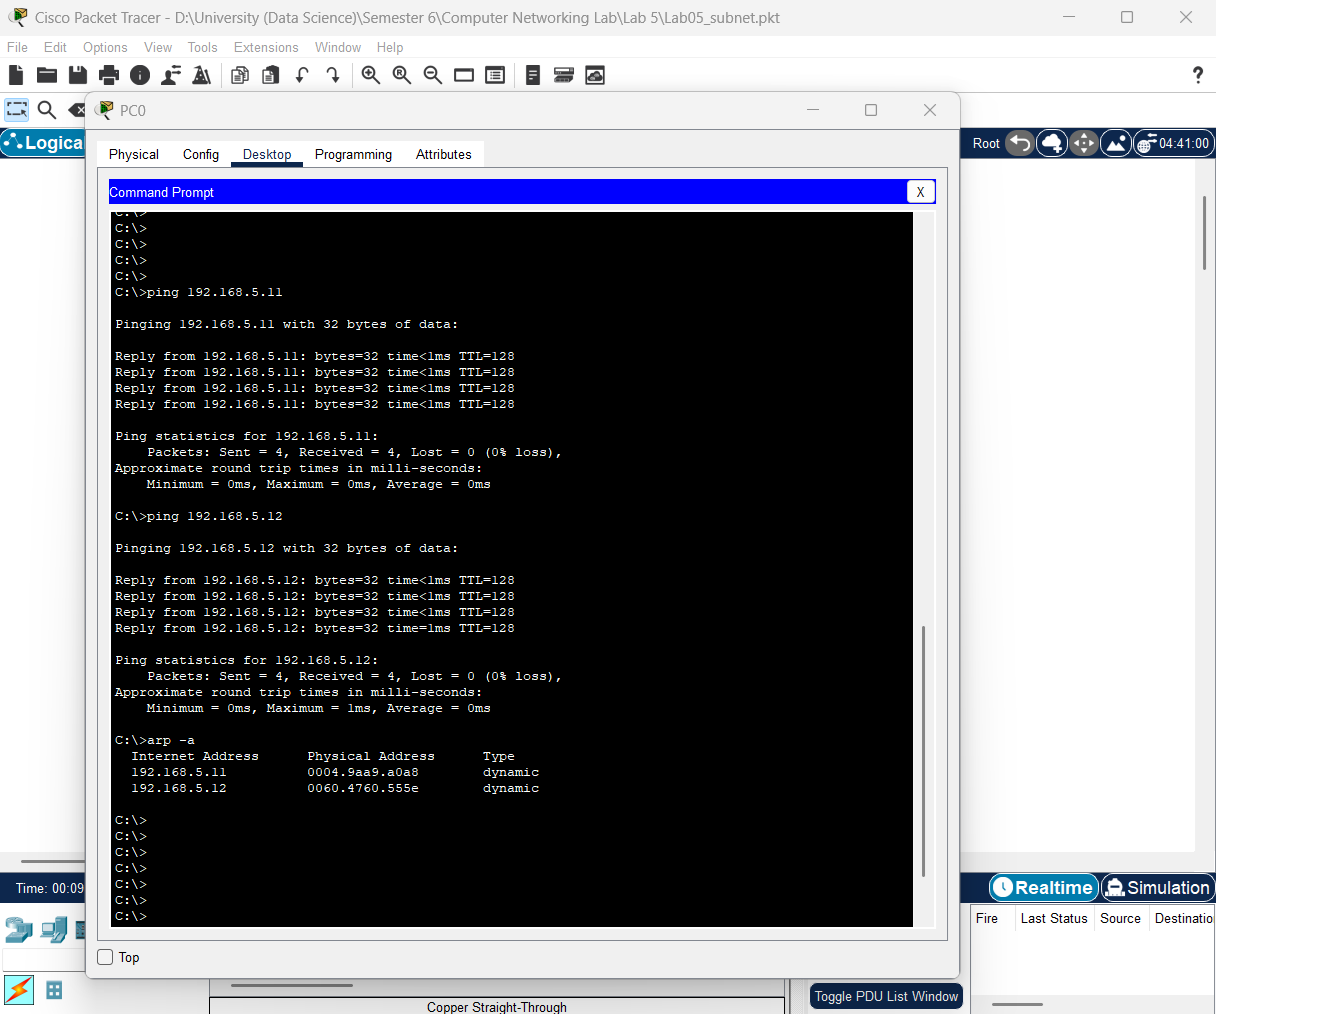 Cisco Packet Tracer - D:\University (Data Science)\Semester 6\Computer Networking Lab\Lab 5\Lab05_subnet.pkt
File Edit Options View Tools Extensions Window Help
?
PC0
Logica
Root 04:41:00
Physical Config Desktop Programming Attributes
Command Prompt X
C:\>
C:\>
C:\>
C:\>
C:\>
C:\>ping 192.168.5.11
Pinging 192.168.5.11 with 32 bytes of data:
Reply from 192.168.5.11: bytes=32 time<1ms TTL=128
Reply from 192.168.5.11: bytes=32 time<1ms TTL=128
Reply from 192.168.5.11: bytes=32 time<1ms TTL=128
Reply from 192.168.5.11: bytes=32 time<1ms TTL=128
Ping statistics for 192.168.5.11:
Packets: Sent = 4, Received = 4, Lost = 0 (0% loss),
Approximate round trip times in milli-seconds:
Minimum = 0ms, Maximum = 0ms, Average = 0ms
C:\>ping 192.168.5.12
Pinging 192.168.5.12 with 32 bytes of data:
Reply from 192.168.5.12: bytes=32 time<1ms TTL=128
Reply from 192.168.5.12: bytes=32 time<1ms TTL=128
Reply from 192.168.5.12: bytes=32 time<1ms TTL=128
Reply from 192.168.5.12: bytes=32 time=1ms TTL=128
Ping statistics for 192.168.5.12:
Packets: Sent = 4, Received = 4, Lost = 0 (0% loss),
Approximate round trip times in milli-seconds:
Minimum = 0ms, Maximum = 1ms, Average = 0ms
C:\>arp -a
Internet Address Physical Address Type
192.168.5.11 0004.9aa9.a0a8 dynamic
192.168.5.12 0060.4760.555e dynamic
C:\>
C:\>
C:\>
C:\>
C:\>
C:\>
C:\>
Time: 00:09
Realtime Simulation
Fire Last Status Source Destinatio
Top
Toggle PDU List Window
Copper Straight-Through